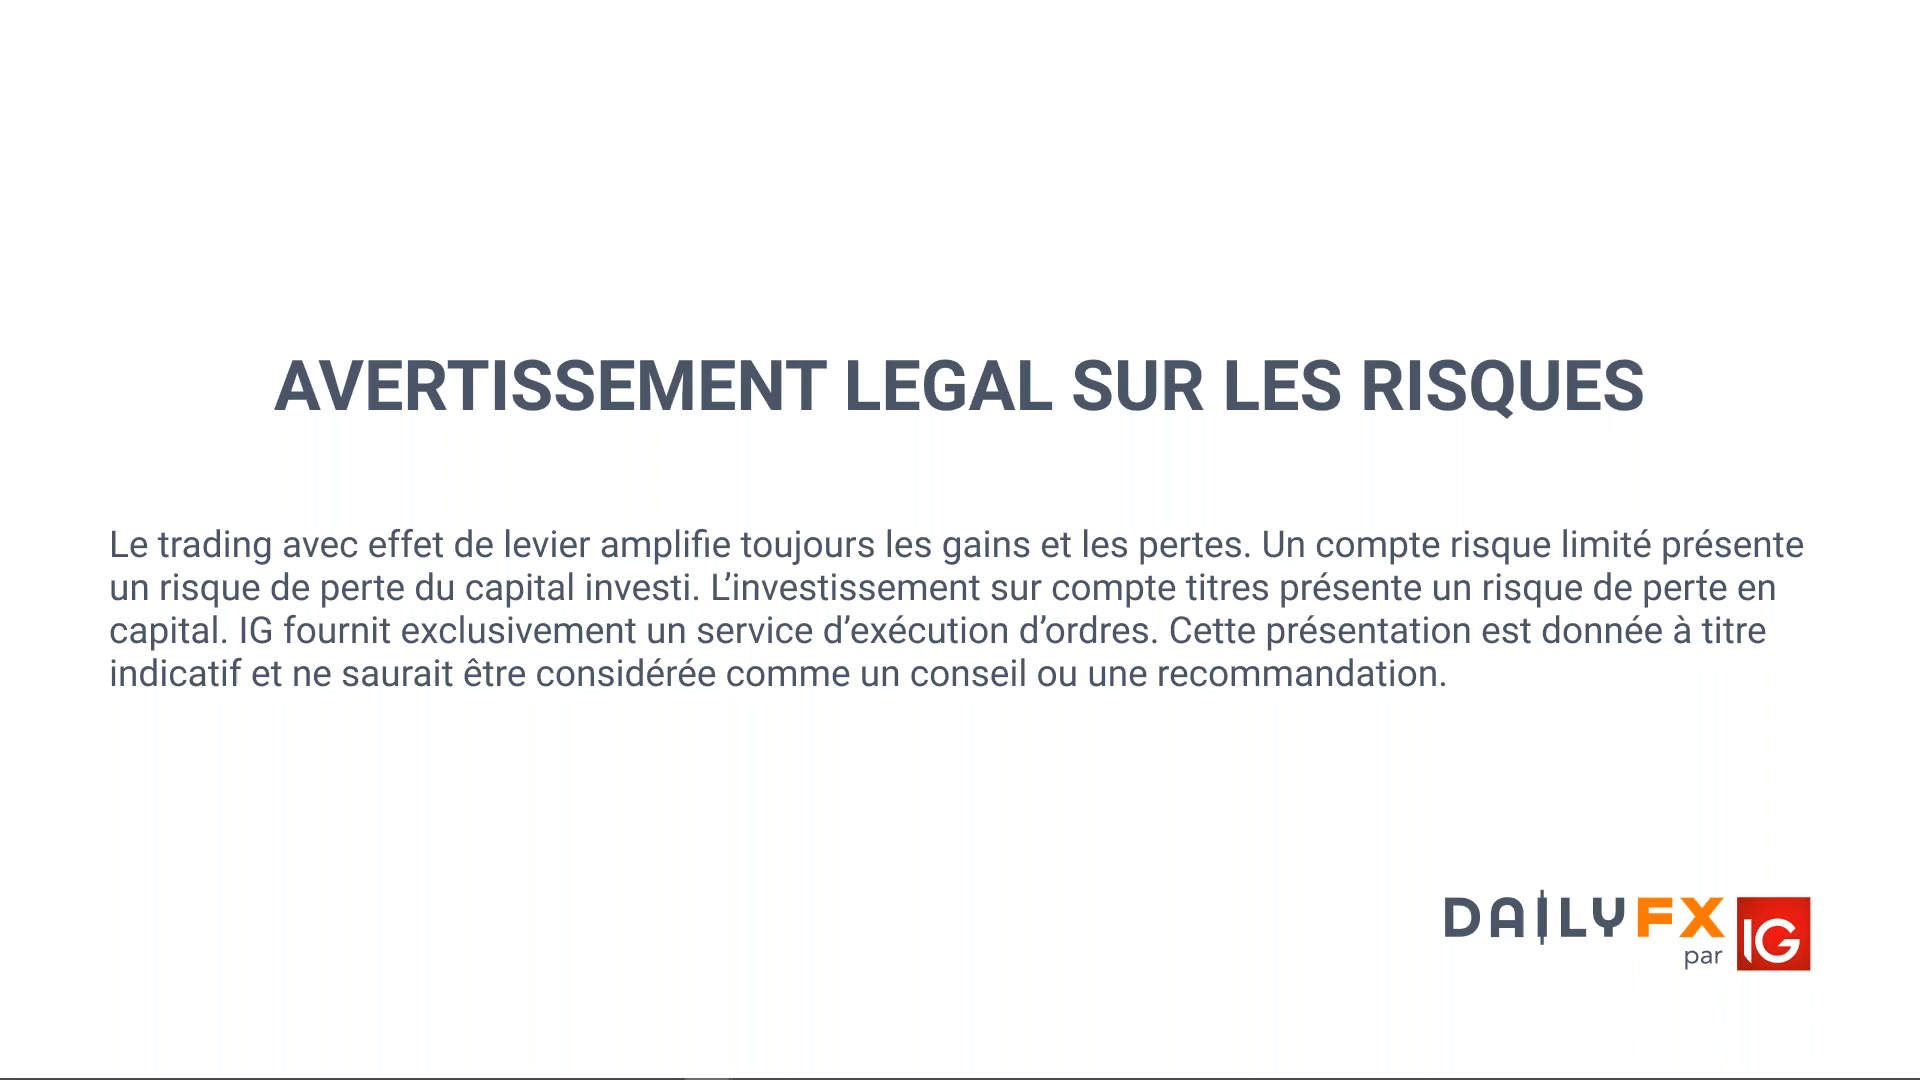 AVERTISSEMENT LEGAL SUR LES RISQUES
Le trading avec effet de levier amplifie toujours les gains et les pertes. Un compte risque limité présente
un risque de perte du capital investi. L’investissement sur compte titres présente un risque de perte en
capital. IG fournit exclusivement un service d’exécution d’ordres. Cette présentation est donnée à titre
indicatif et ne saurait être considérée comme un conseil ou une recommandation.
DAILYFX
par IG